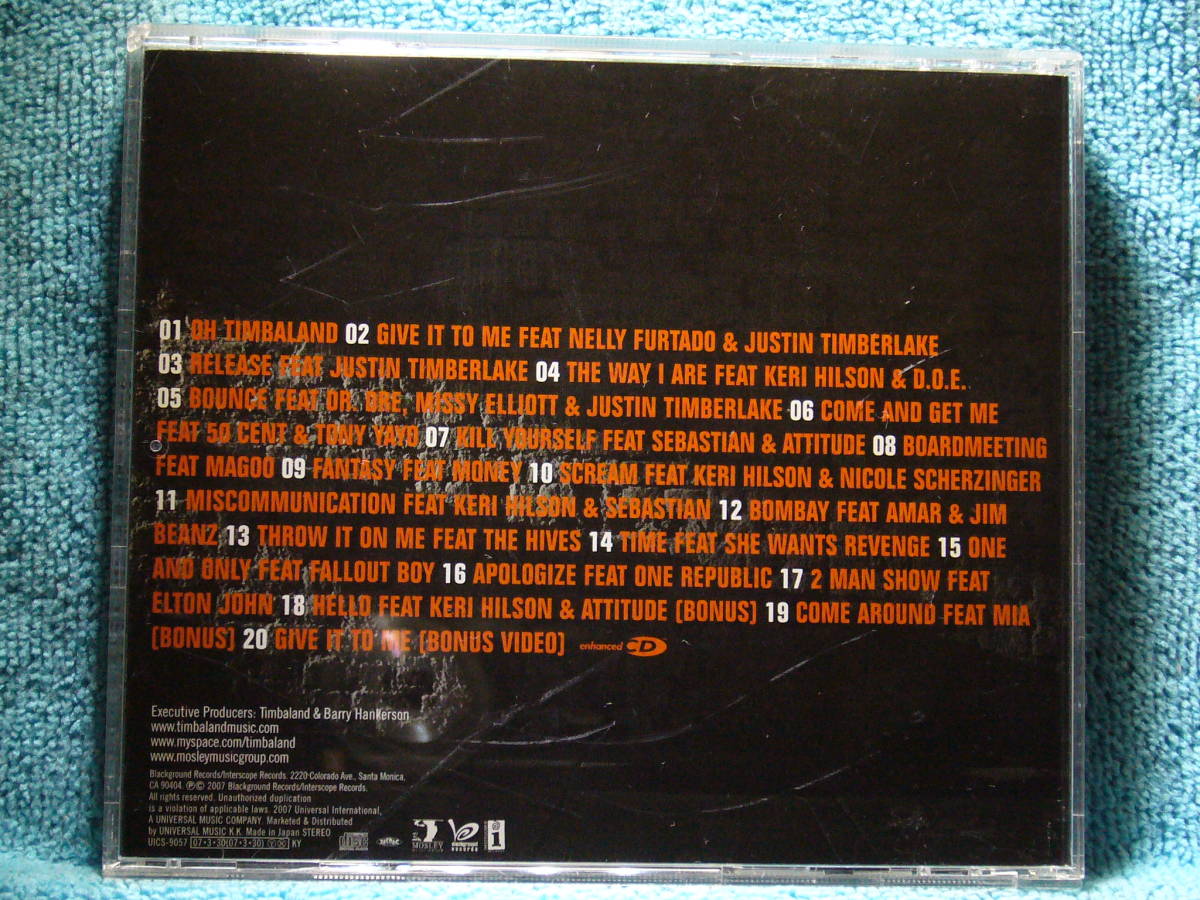 01 OH TIMBALAND 02 GIVE IT TO ME FEAT NELLY FURTADO & JUSTIN TIMBERLAKE
03 RELEASE FEAT JUSTIN TIMBERLAKE 04 THE WAY I ARE FEAT KERI HILSON & D.O.E.
05 BOUNCE FEAT DR. DRE, MISSY ELLIOTT & JUSTIN TIMBERLAKE 06 COME AND GET ME
FEAT 50 CENT & TONY YAYO 07 KILL YOURSELF FEAT SEBASTIAN & ATTITUDE 08 BOARDMEETING
FEAT MAGOO 09 FANTASY FEAT MONEY 10 SCREAM FEAT KERI HILSON & NICOLE SCHERZINGER
11 MISCOMMUNICATION FEAT KERI HILSON & SEBASTIAN 12 BOMBAY FEAT AMAR & JIM
BEANZ 13 THROW IT ON ME FEAT THE HIVES 14 TIME FEAT SHE WANTS REVENGE 15 ONE
AND ONLY FEAT FALLOUT BOY 16 APOLOGIZE FEAT ONE REPUBLIC 17 2 MAN SHOW FEAT
ELTON JOHN 18 HELLO FEAT KERI HILSON & ATTITUDE (BONUS) 19 COME AROUND FEAT MIA
(BONUS) 20 GIVE IT TO ME (BONUS VIDEO) enhanced CD
Executive Producers: Timbaland & Barry Hankerson
www.timbalandmusic.com
www.myspace.com/timbaland
www.mosleymusicgroup.com
Blackground Records/Interscope Records. 2220 Colorado Ave., Santa Monica,
CA 90404. ℗© 2007 Blackground Records/Interscope Records.
All rights reserved. Unauthorized duplication
is a violation of applicable laws. 2007 Universal International,
A UNIVERSAL MUSIC COMPANY. Marketed & Distributed
by UNIVERSAL MUSIC K.K. Made in Japan STEREO
UICS-9057 07·3·30(07·3·30) KY
MOSLEY